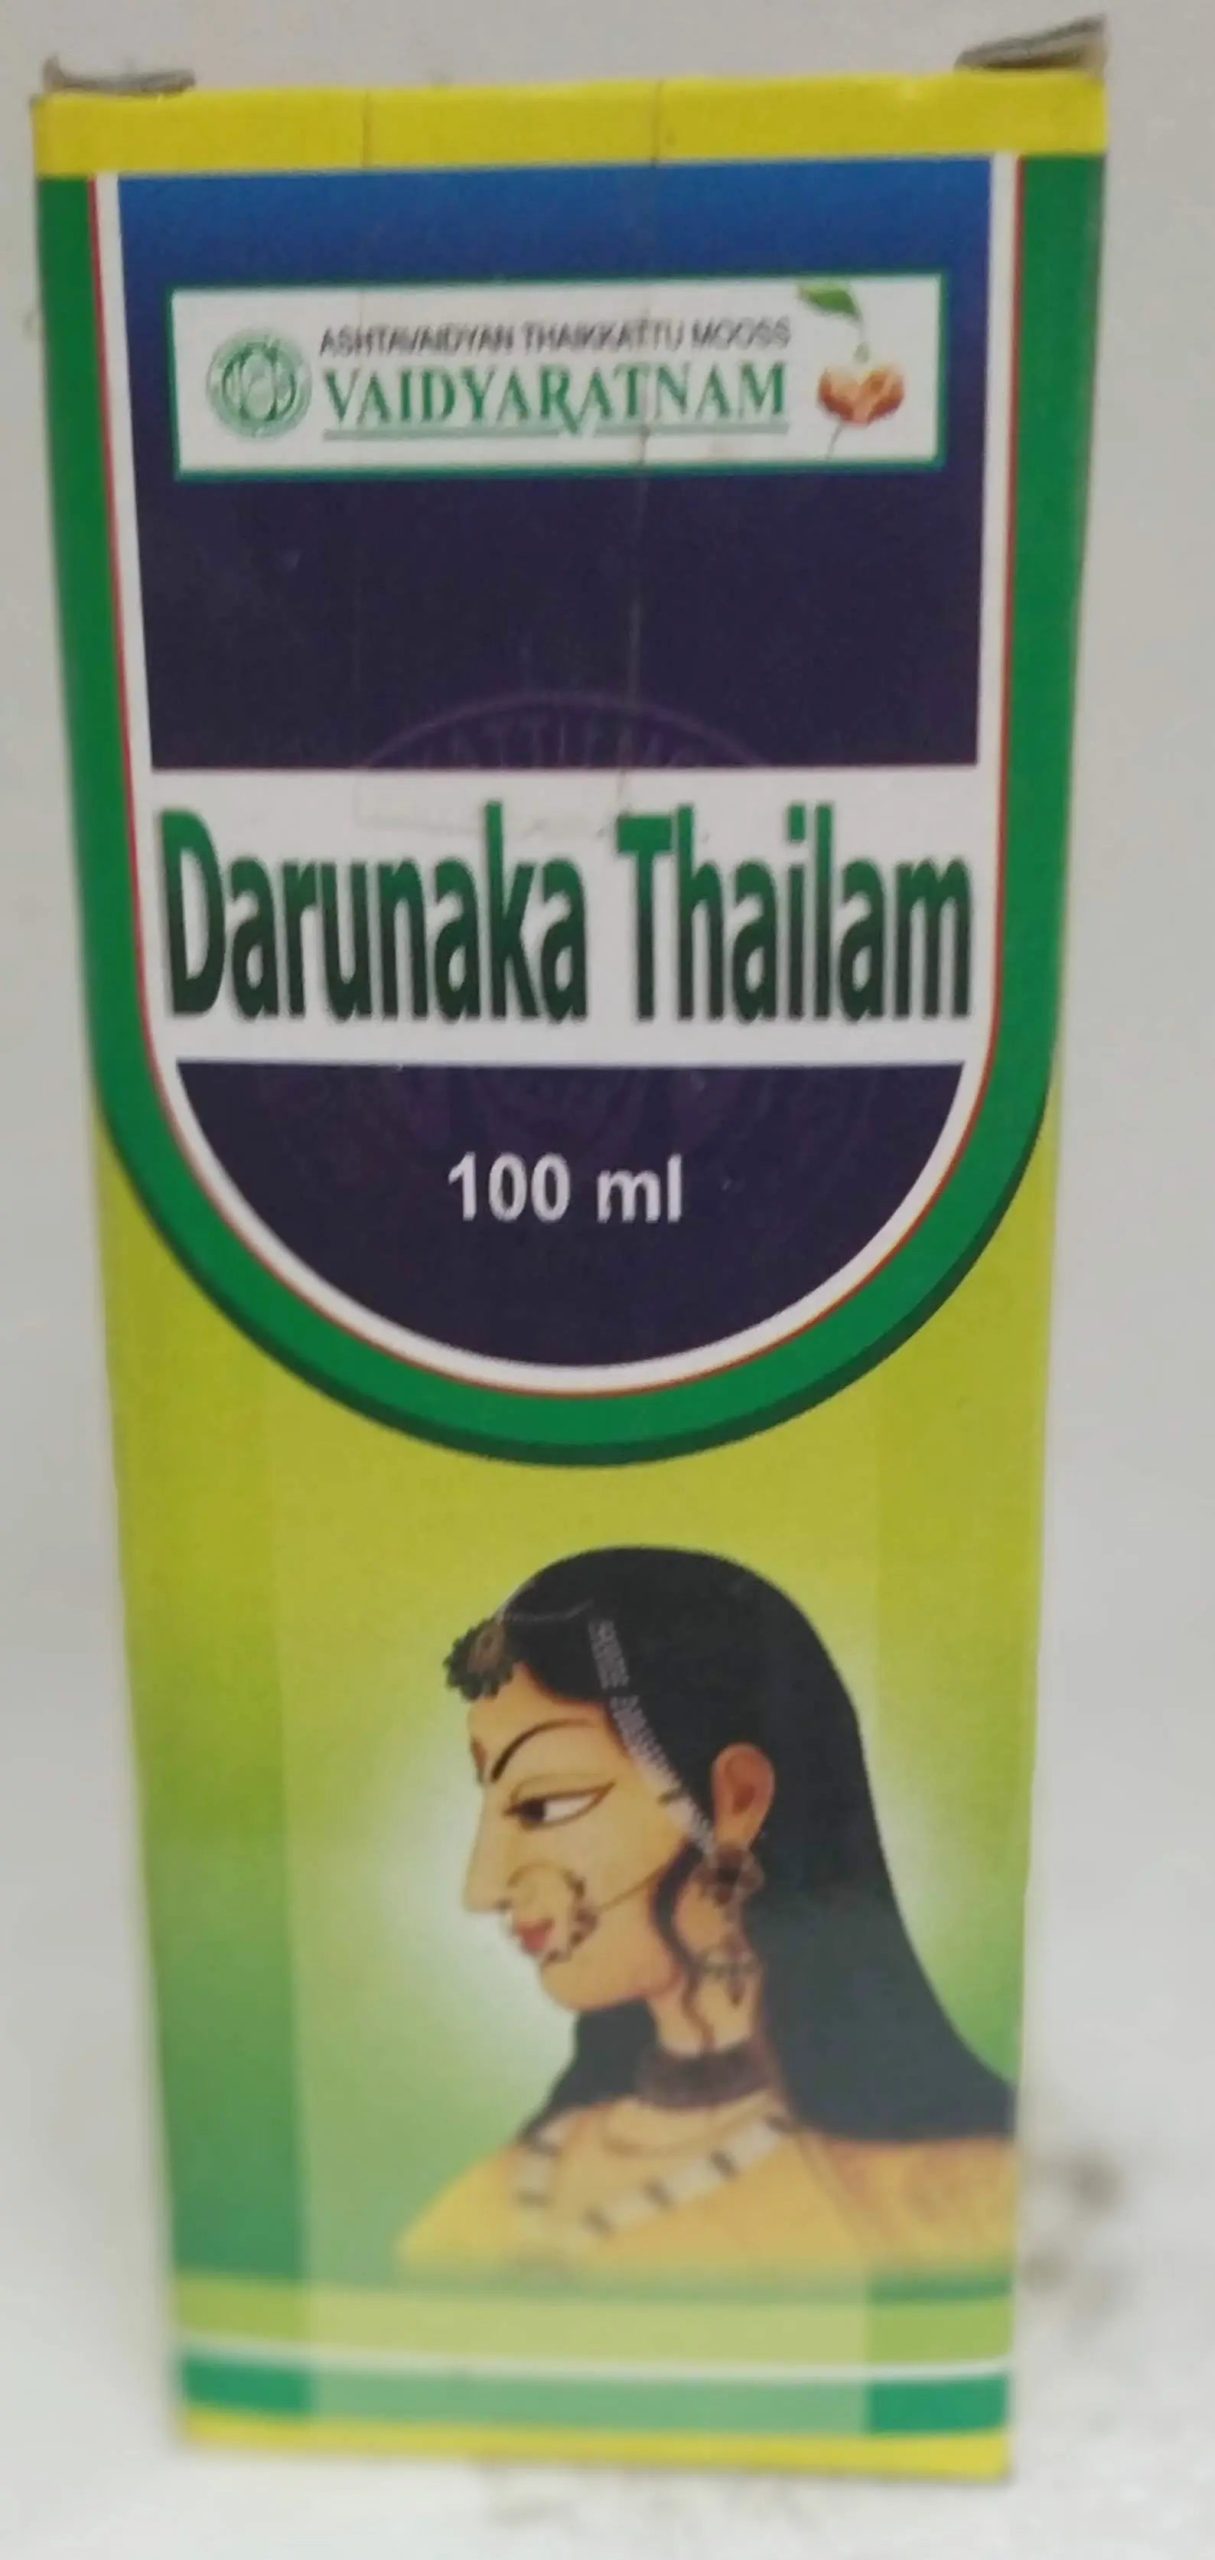 ASHTAVAIDYAN THAIKKATTU MOOSS
VAIDYARATNAM
Darunaka Thailam
100 ml